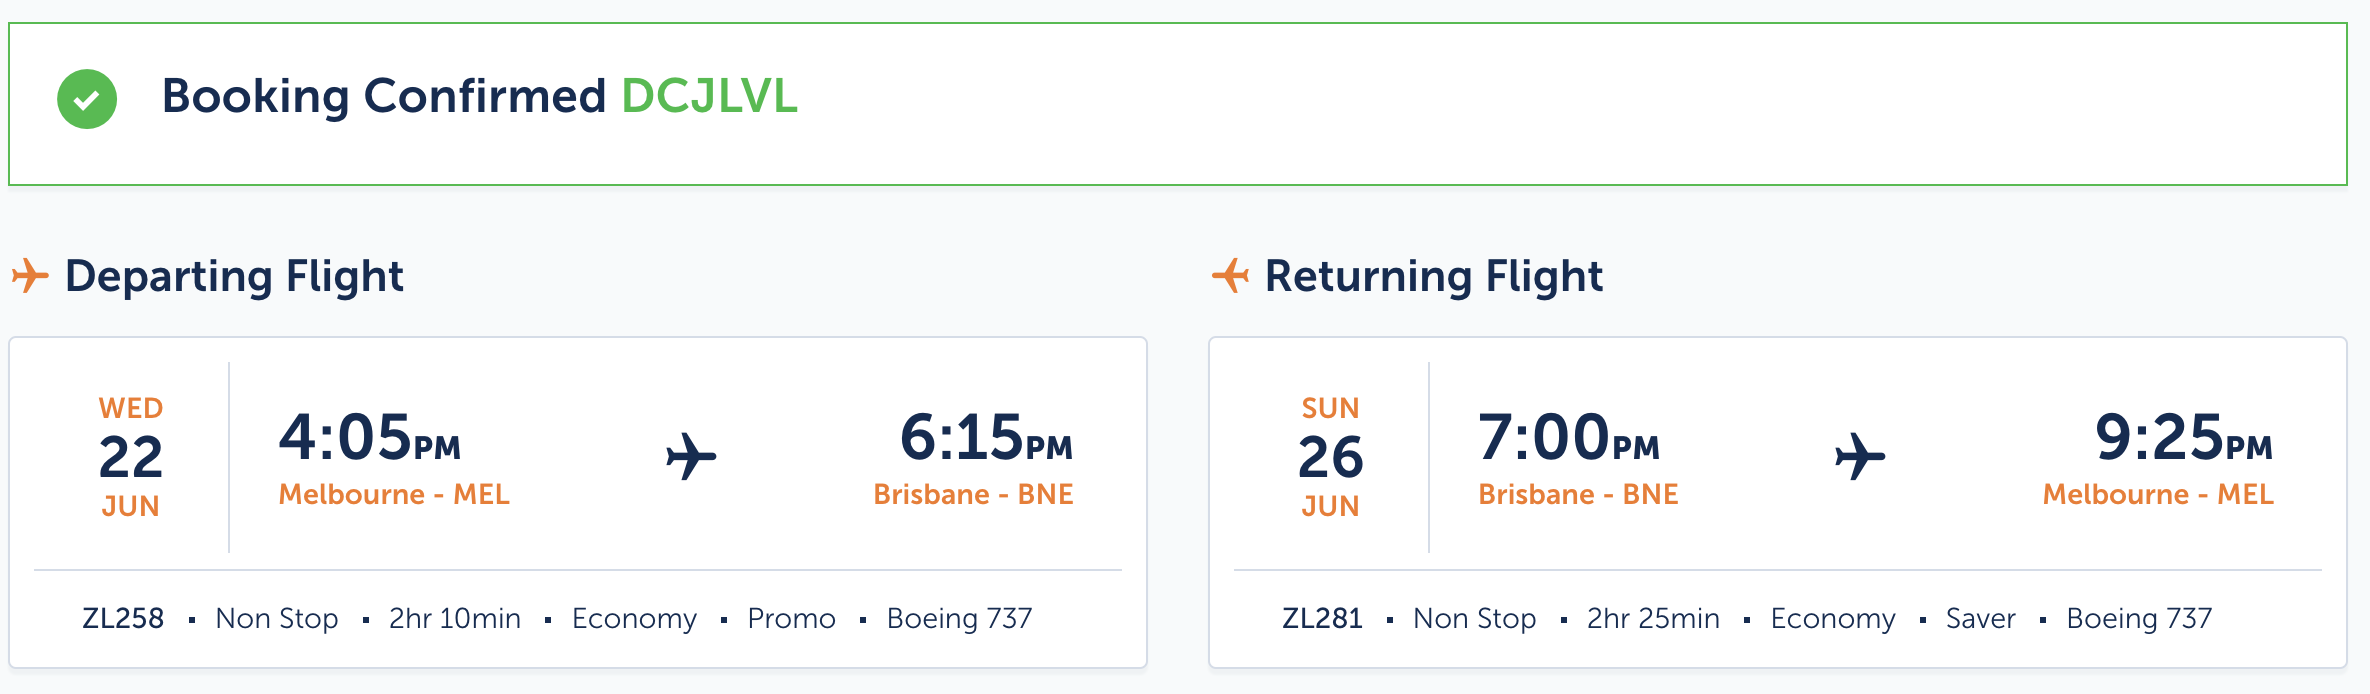 Booking Confirmed DCJLVL
Departing Flight
WED
22
JUN
4:05PM
Melbourne - MEL
6:15PM
Brisbane - BNE
ZL258 ▪ Non Stop ▪ 2hr 10min ▪ Economy ▪ Promo ▪ Boeing 737
Returning Flight
SUN
26
JUN
7:00PM
Brisbane - BNE
9:25PM
Melbourne - MEL
ZL281 ▪ Non Stop ▪ 2hr 25min ▪ Economy ▪ Saver ▪ Boeing 737